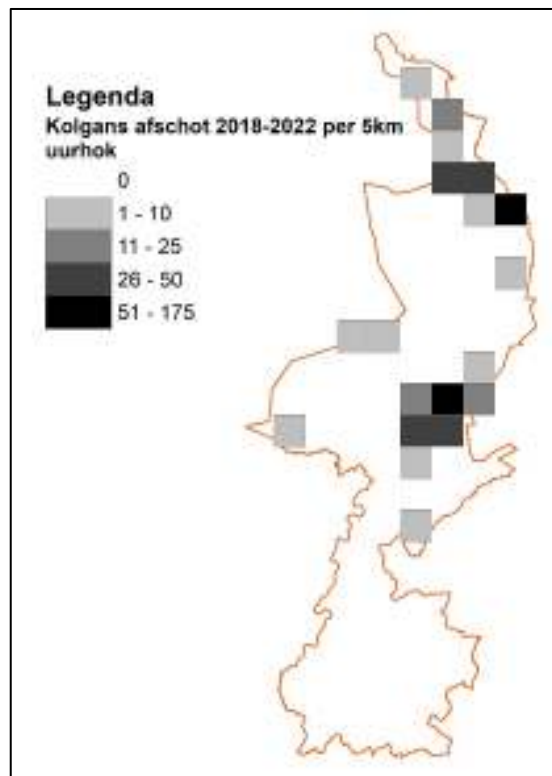 Legenda
Kolgans afschot 2018-2022 per 5km
uurhok
0
1 - 10
11 - 25
26 - 50
51 - 175